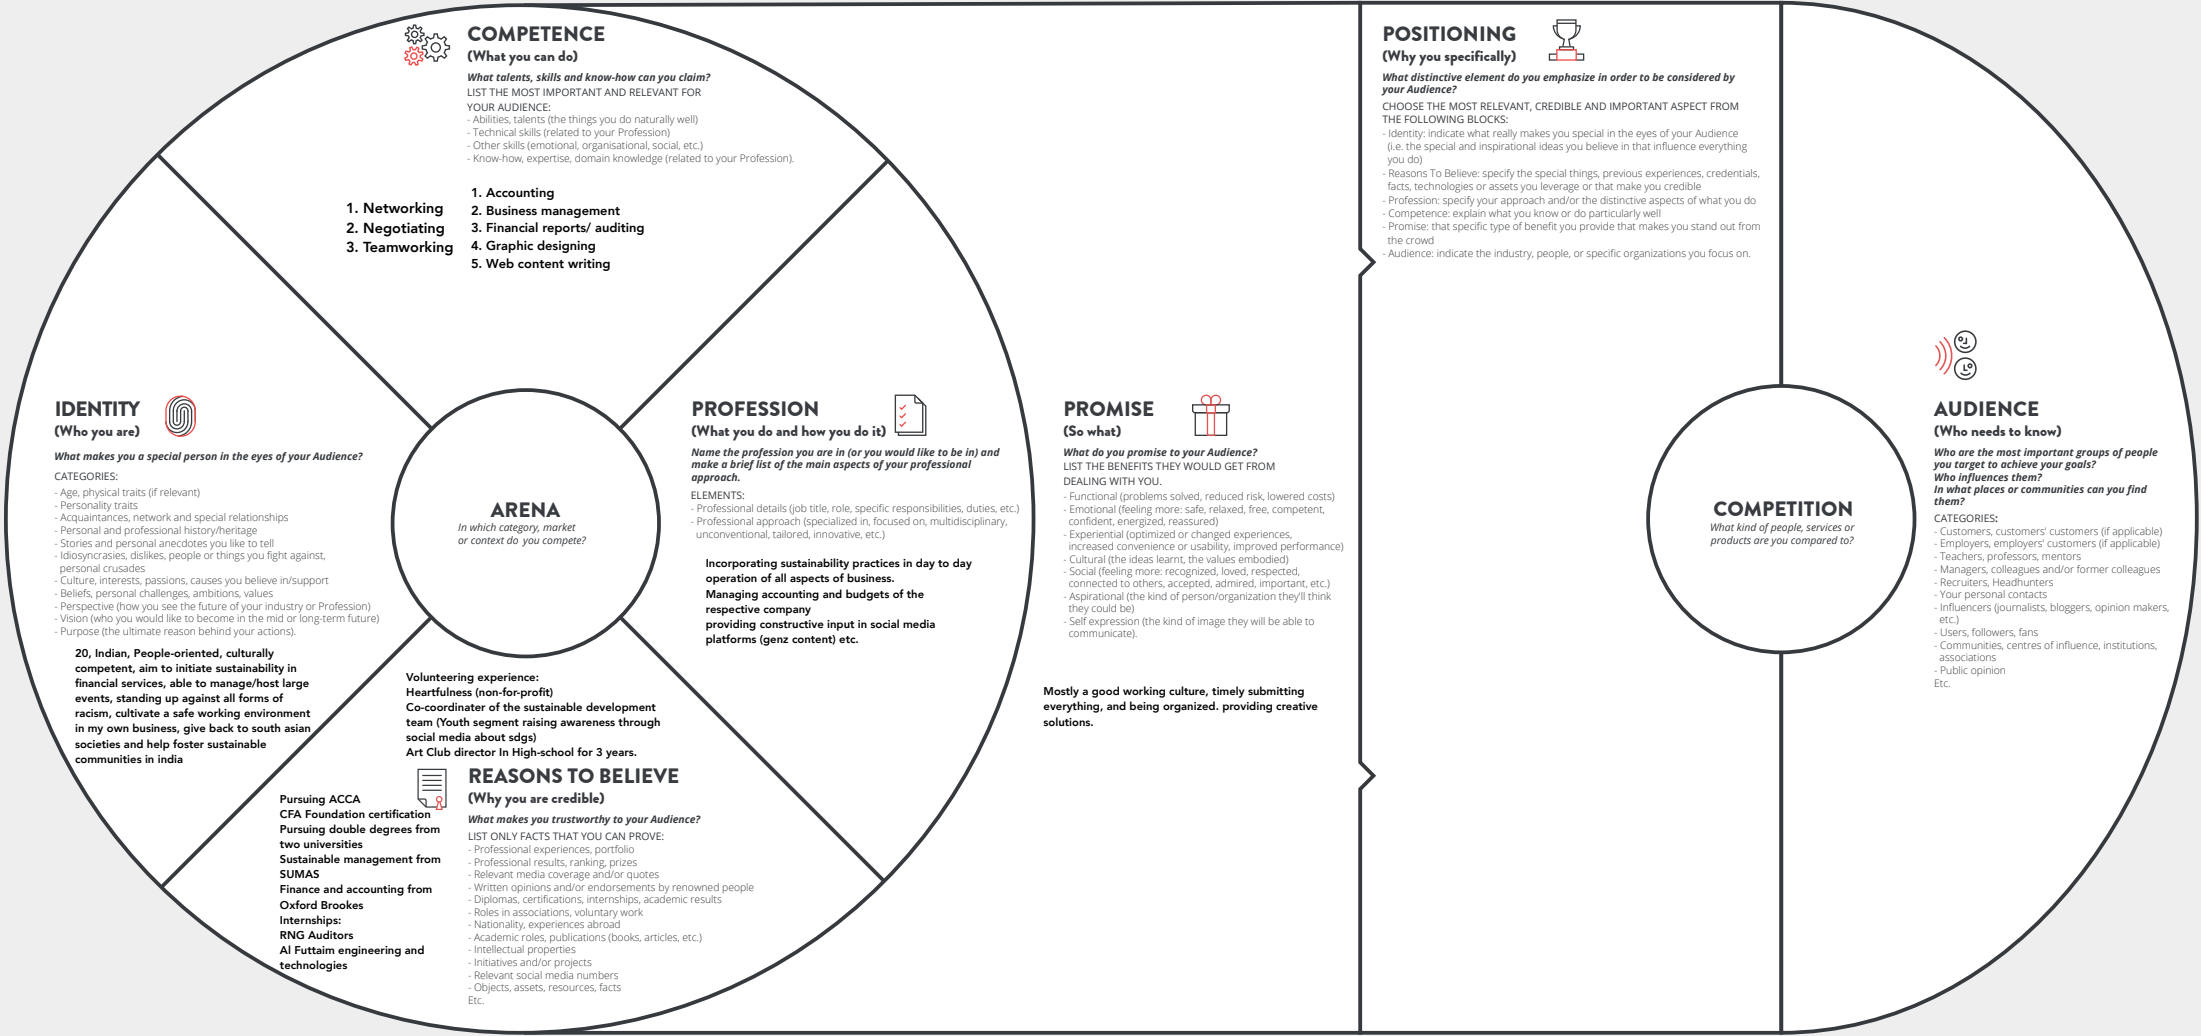 COMPETENCE
(What you can do)
What talents, skills and know-how can you claim?
LIST THE MOST IMPORTANT AND RELEVANT FOR
YOUR AUDIENCE:
- Abilities, talents (the things you do naturally well)
- Technical skills (related to your Profession)
- Other skills (emotional, organisational, social, etc.)
- Know-how, expertise, domain knowledge (related to your Profession).
1. Networking
2. Negotiating
3. Teamworking
1. Accounting
2. Business management
3. Financial reports/ auditing
4. Graphic designing
5. Web content writing
IDENTITY
(Who you are)
What makes you a special person in the eyes of your Audience?
CATEGORIES:
- Age, physical traits (if relevant)
- Personality traits
- Acquaintances, network and special relationships
- Personal and professional history/heritage
- Stories and personal anecdotes you like to tell
- Idiosyncrasies, dislikes, people or things you fight against,
personal crusades
- Culture, interests, passions, causes you believe in/support
- Beliefs, personal challenges, ambitions, values
- Perspective (how you see the future of your industry or Profession)
- Vision (who you would like to become in the mid or long-term future)
- Purpose (the ultimate reason behind your actions).
20, Indian, People-oriented, culturally
competent, aim to initiate sustainability in
financial services, able to manage/host large
events, standing up against all forms of
racism, cultivate a safe working environment
in my own business, give back to south asian
societies and help foster sustainable
communities in india
ARENA
In which category, market
or context do you compete?
PROFESSION
(What you do and how you do it)
Name the profession you are in (or you would like to be in) and
make a brief list of the main aspects of your professional
approach.
ELEMENTS:
- Professional details (job title, role, specific responsibilities, duties, etc.)
- Professional approach (specialized in, focused on, multidisciplinary,
unconventional, tailored, innovative, etc.)
Incorporating sustainability practices in day to day
operation of all aspects of business.
Managing accounting and budgets of the
respective company
providing constructive input in social media
platforms (genz content) etc.
Volunteering experience:
Heartfulness (non-for-profit)
Co-coordinater of the sustainable development
team (Youth segment raising awareness through
social media about sdgs)
Art Club director In High-school for 3 years.
REASONS TO BELIEVE
(Why you are credible)
What makes you trustworthy to your Audience?
LIST ONLY FACTS THAT YOU CAN PROVE:
- Professional experiences, portfolio
- Professional results, ranking, prizes
- Relevant media coverage and/or quotes
- Written opinions and/or endorsements by renowned people
- Diplomas, certifications, internships, academic results
- Roles in associations, voluntary work
- Nationality, experiences abroad
- Academic roles, publications (books, articles, etc.)
- Intellectual properties
- Initiatives and/or projects
- Relevant social media numbers
- Objects, assets, resources, facts
Etc.
Pursuing ACCA
CFA Foundation certification
Pursuing double degrees from
two universities
Sustainable management from
SUMAS
Finance and accounting from
Oxford Brookes
Internships:
RNG Auditors
Al Futtaim engineering and
technologies
PROMISE
(So what)
What do you promise to your Audience?
LIST THE BENEFITS THEY WOULD GET FROM
DEALING WITH YOU.
- Functional (problems solved, reduced risk, lowered costs)
- Emotional (feeling more: safe, relaxed, free, competent,
confident, energized, reassured)
- Experiential (optimized or changed experiences,
increased convenience or usability, improved performance)
- Cultural (the ideas learnt, the values embodied)
- Social (feeling more: recognized, loved, respected,
connected to others, accepted, admired, important, etc.)
- Aspirational (the kind of person/organization they'll think
they could be)
- Self expression (the kind of image they will be able to
communicate).
Mostly a good working culture, timely submitting
everything, and being organized. providing creative
solutions.
POSITIONING
(Why you specifically)
What distinctive element do you emphasize in order to be considered by
your Audience?
CHOOSE THE MOST RELEVANT, CREDIBLE AND IMPORTANT ASPECT FROM
THE FOLLOWING BLOCKS:
- Identity: indicate what really makes you special in the eyes of your Audience
(i.e. the special and inspirational ideas you believe in that influence everything
you do)
- Reasons To Believe: specify the special things, previous experiences, credentials,
facts, technologies or assets you leverage or that make you credible
- Profession: specify your approach and/or the distinctive aspects of what you do
- Competence: explain what you know or do particularly well
- Promise: that specific type of benefit you provide that makes you stand out from
the crowd
- Audience: indicate the industry, people, or specific organizations you focus on.
COMPETITION
What kind of people, services or
products are you compared to?
AUDIENCE
(Who needs to know)
Who are the most important groups of people
you target to achieve your goals?
Who influences them?
In what places or communities can you find
them?
CATEGORIES:
- Customers, customers' customers (if applicable)
- Employers, employers' customers (if applicable)
- Teachers, professors, mentors
- Managers, colleagues and/or former colleagues
- Recruiters, Headhunters
- Your personal contacts
- Influencers (journalists, bloggers, opinion makers,
etc.)
- Users, followers, fans
- Communities, centres of influence, institutions,
associations
- Public opinion
Etc.